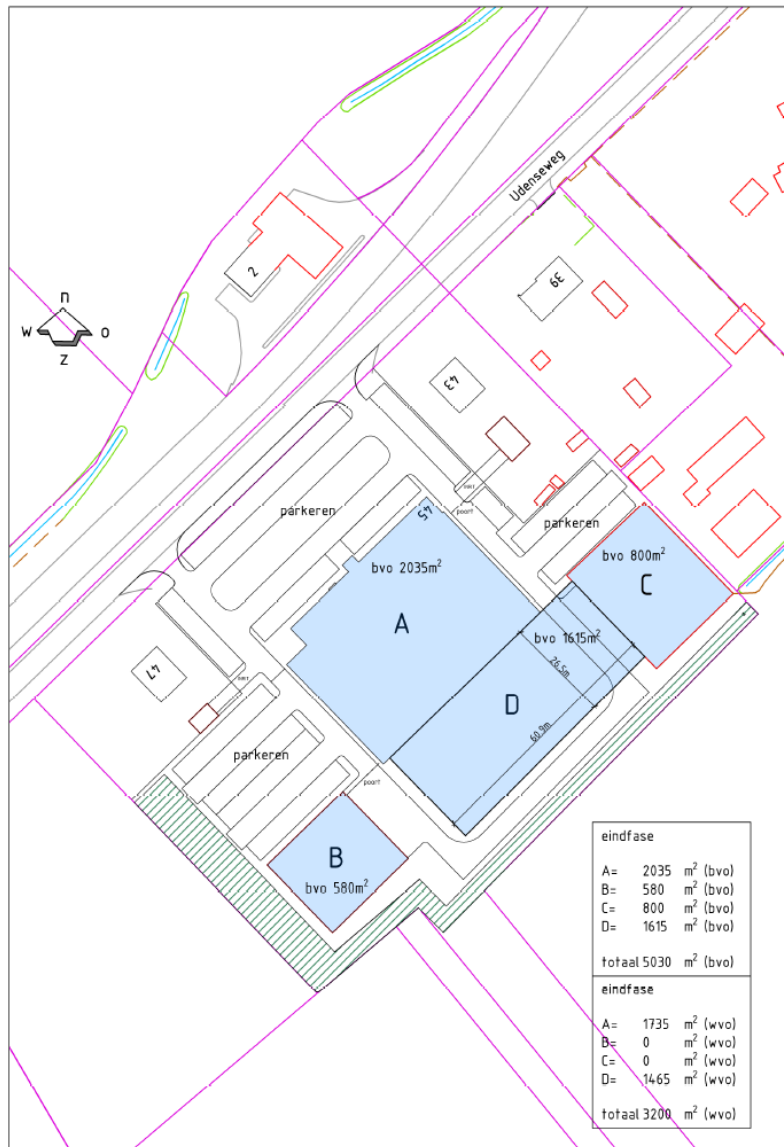 Udenseweg
2
39
n
w o
z
43
parkeren
45
poort
parkeren
bvo 2035m²
bvo 800m²
A
C
bvo 1615m²
26.5m
D
60.9m
47
parkeren
poort
B
bvo 580m²
eindfase
A= 2035 m² (bvo)
B= 580 m² (bvo)
C= 800 m² (bvo)
D= 1615 m² (bvo)
totaal 5030 m² (bvo)
eindfase
A= 1735 m² (wvo)
B= 0 m² (wvo)
C= 0 m² (wvo)
D= 1465 m² (wvo)
totaal 3200 m² (wvo)